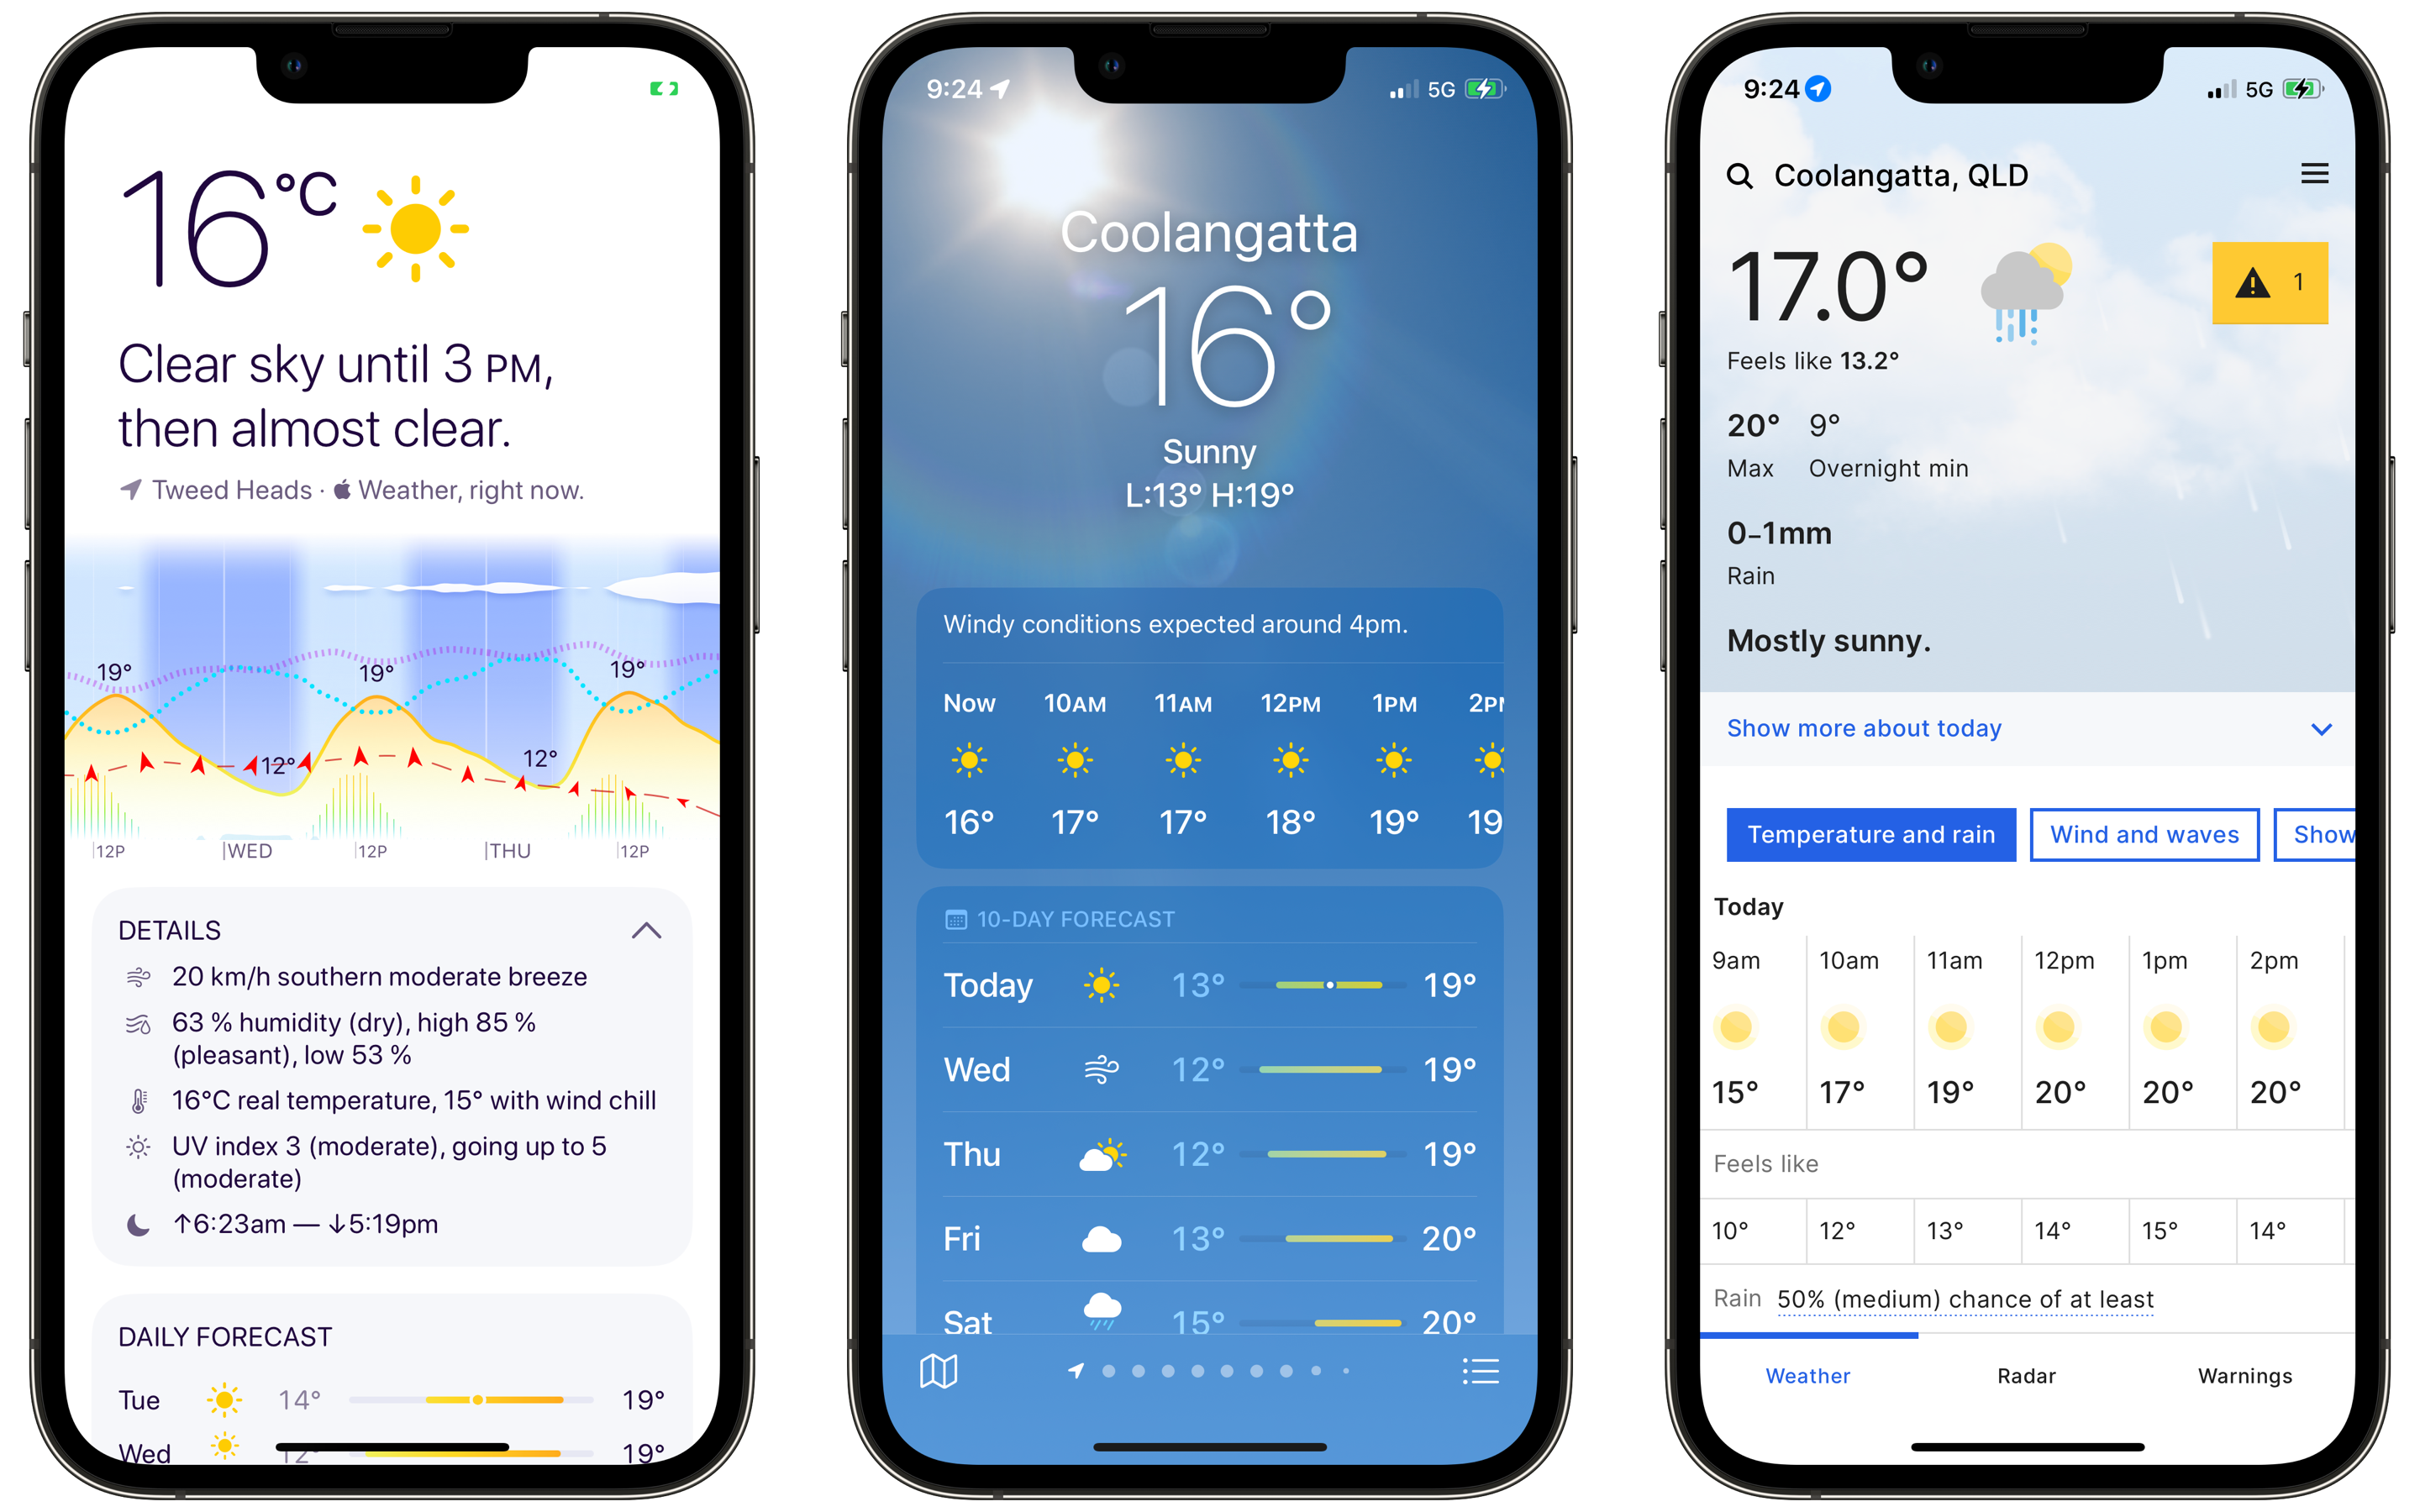 16°C
Clear sky until 3 PM,
then almost clear.
Tweed Heads · Weather, right now.
19° 19° 19°
12° 12°
12P WED 12P THU 12P
DETAILS
20 km/h southern moderate breeze
63 % humidity (dry), high 85 %
(pleasant), low 53 %
16°C real temperature, 15° with wind chill
UV index 3 (moderate), going up to 5
(moderate)
↑6:23am — ↓5:19pm
DAILY FORECAST
Tue 14° 19°
Wed 12° 19°
9:24 5G
Coolangatta
16°
Sunny
L:13° H:19°
Windy conditions expected around 4pm.
Now 10AM 11AM 12PM 1PM 2PM
16° 17° 17° 18° 19° 19
10-DAY FORECAST
Today 13° 19°
Wed 12° 19°
Thu 12° 19°
Fri 13° 20°
Sat 15° 20°
9:24 5G
Coolangatta, QLD
17.0° 1
Feels like 13.2°
20° 9°
Max Overnight min
0–1mm
Rain
Mostly sunny.
Show more about today
Temperature and rain Wind and waves Show
Today
9am 10am 11am 12pm 1pm 2pm
15° 17° 19° 20° 20° 20°
Feels like
10° 12° 13° 14° 15° 14°
Rain 50% (medium) chance of at least
Weather Radar Warnings